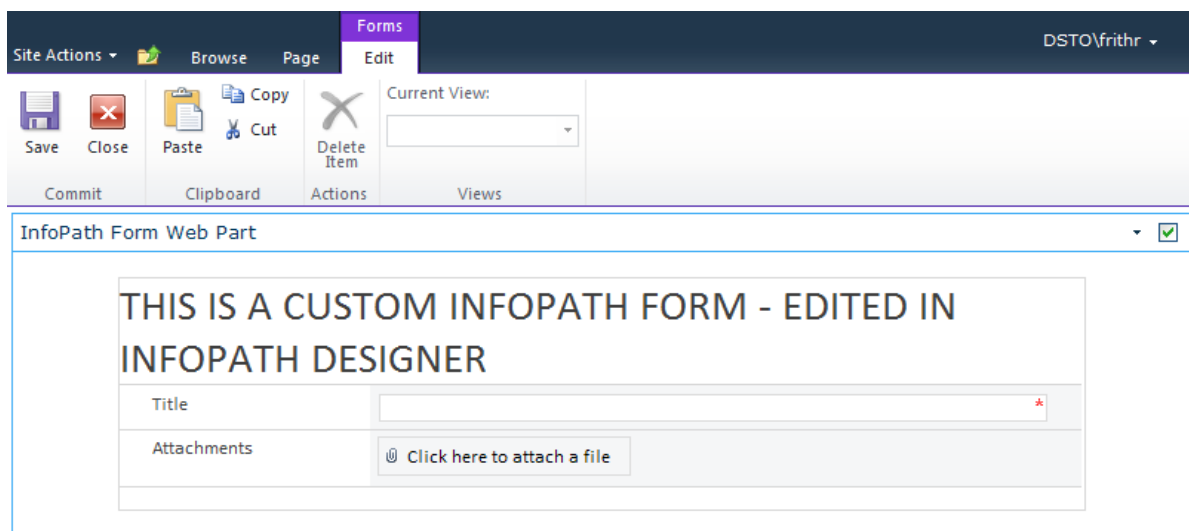 Forms
DSTO\frithr
Site Actions
Browse
Page
Edit
Save
Close
Paste
Copy
Cut
Delete
Item
Current View:
Commit
Clipboard
Actions
Views
InfoPath Form Web Part
THIS IS A CUSTOM INFOPATH FORM - EDITED IN
INFOPATH DESIGNER
Title
*
Attachments
Click here to attach a file